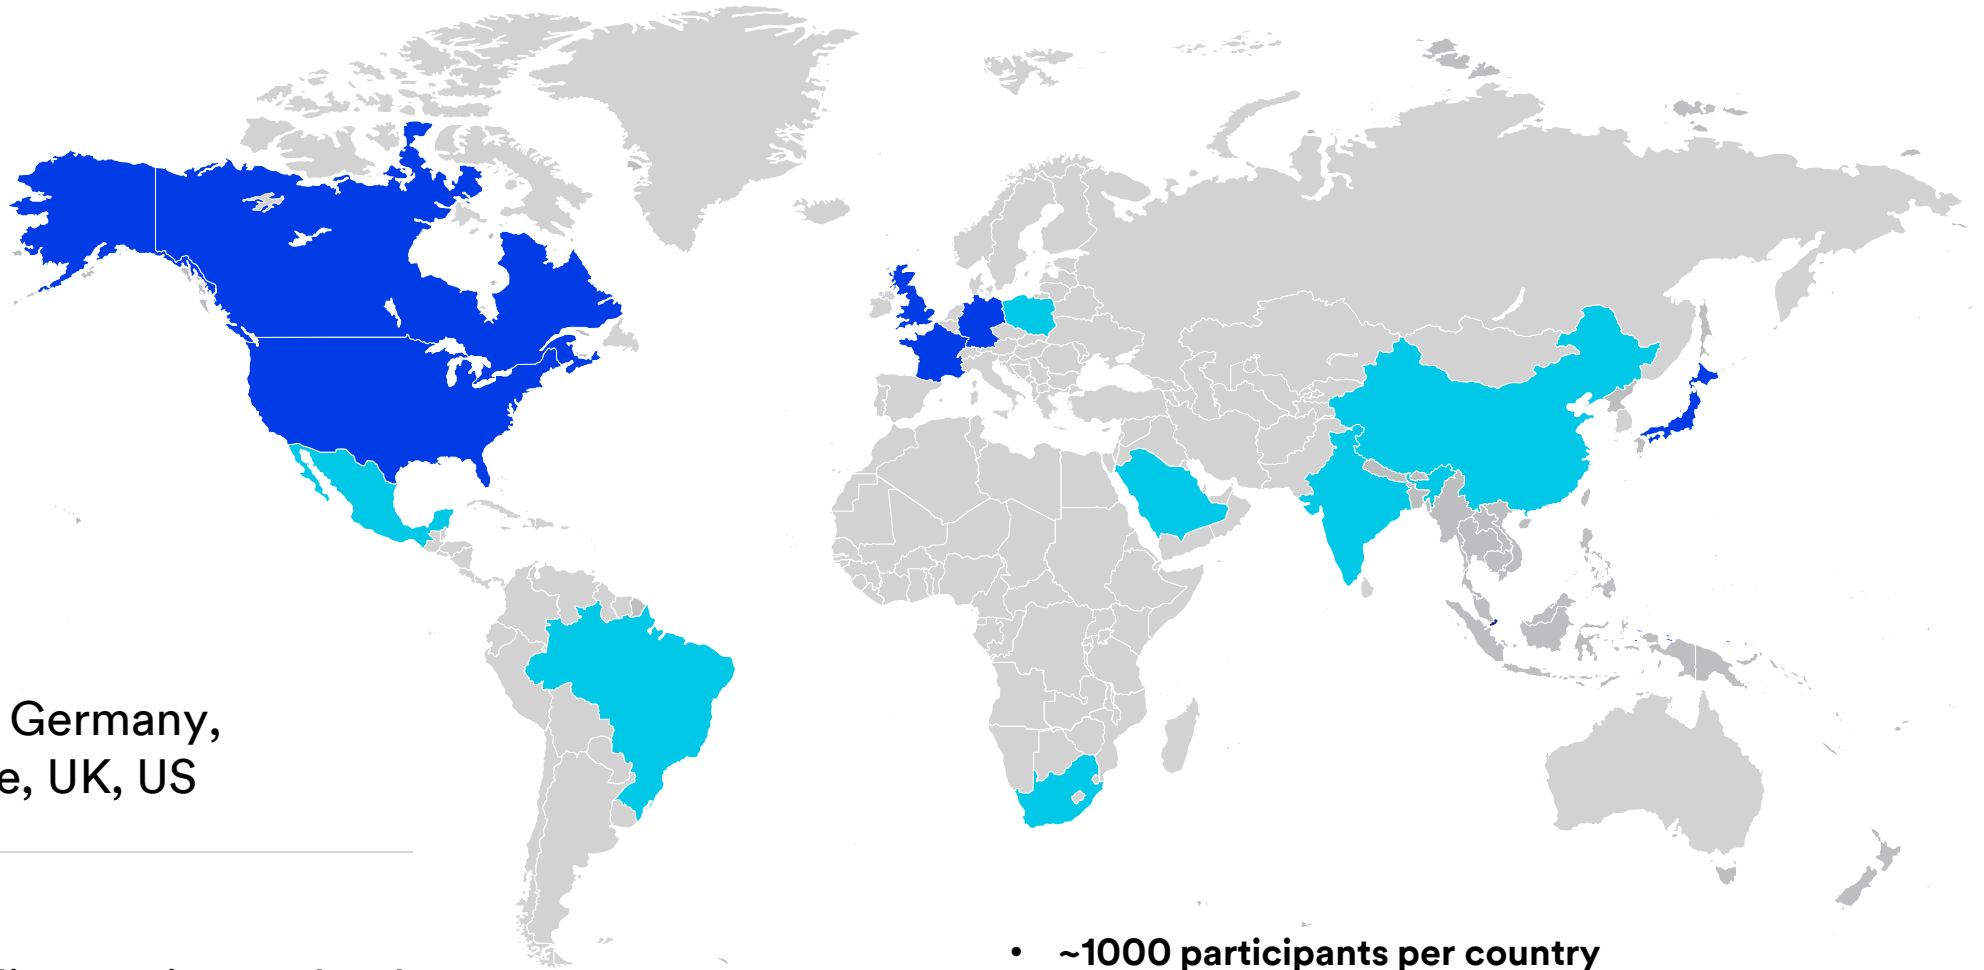 Germany,
e, UK, US
• ~1000 participants per country